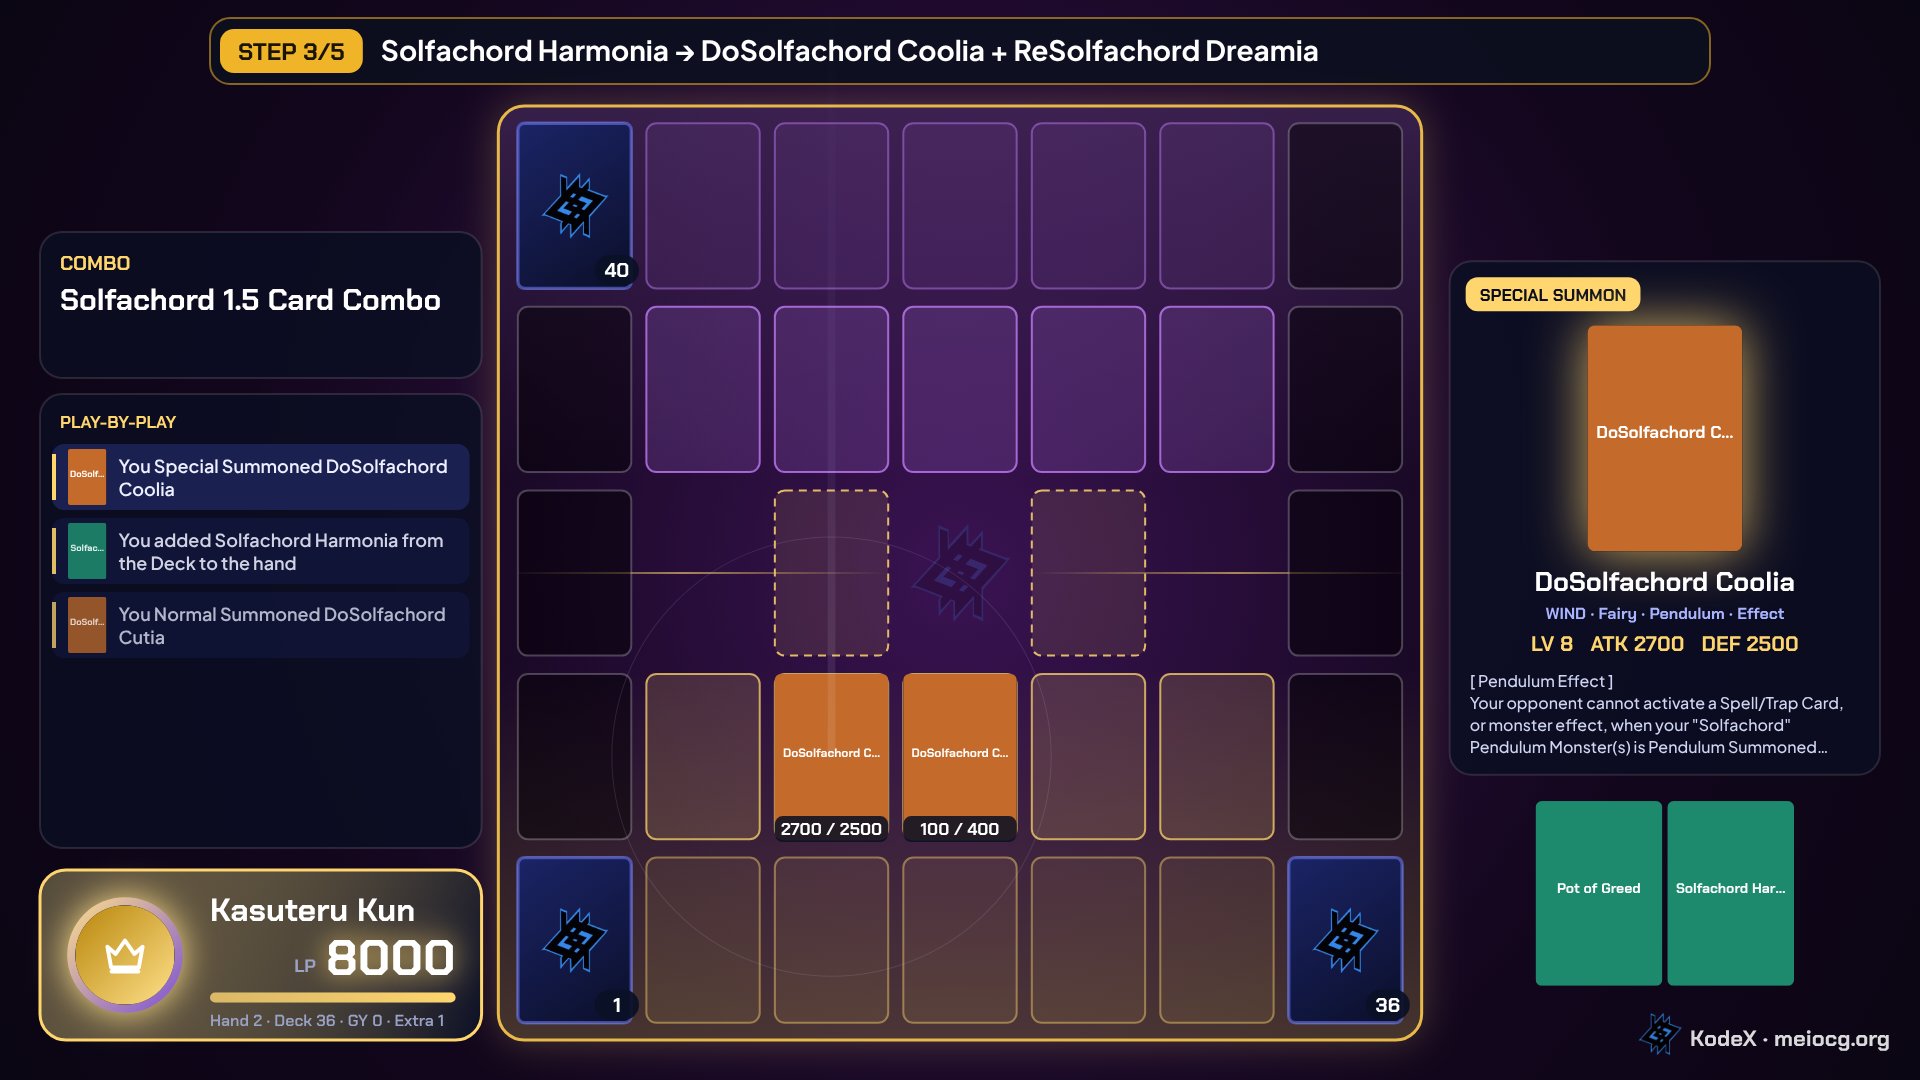 STEP 3/5
Solfachord Harmonia → DoSolfachord Coolia + ReSolfachord Dreamia
COMBO
Solfachord 1.5 Card Combo
PLAY-BY-PLAY
DoSolf...
You Special Summoned DoSolfachord
Coolia
Solfac...
You added Solfachord Harmonia from
the Deck to the hand
DoSolf...
You Normal Summoned DoSolfachord
Cutia
Kasuteru Kun
LP 8000
Hand 2 · Deck 36 · GY 0 · Extra 1
40
DoSolfachord C...
2700 / 2500
DoSolfachord C...
100 / 400
1
36
SPECIAL SUMMON
DoSolfachord C...
DoSolfachord Coolia
WIND · Fairy · Pendulum · Effect
LV 8 ATK 2700 DEF 2500
[ Pendulum Effect ]
Your opponent cannot activate a Spell/Trap Card,
or monster effect, when your "Solfachord"
Pendulum Monster(s) is Pendulum Summoned...
Pot of Greed
Solfachord Har...
KodeX · meiocg.org